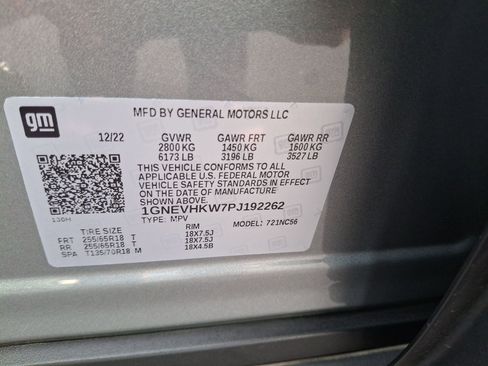 gm
MFD BY GENERAL MOTORS LLC
12/22 GVWR GAWR FRT GAWR RR
2800 KG 1450 KG 1600 KG
6173 LB 3196 LB 3527 LB
THIS VEHICLE CONFORMS TO ALL
APPLICABLE U.S. FEDERAL MOTOR
VEHICLE SAFETY STANDARDS IN EFFECT
ON THE DATE OF MANUFACTURE
SHOWN ABOVE.
1GNEVHKW7PJ192262
TYPE: MPV MODEL: 721NC56
TIRE SIZE RIM
FRT 255/65R18 T 18X7.5J
RR 255/65R18 T 18X7.5J
SPA T135/70R18 M 18X4.5B